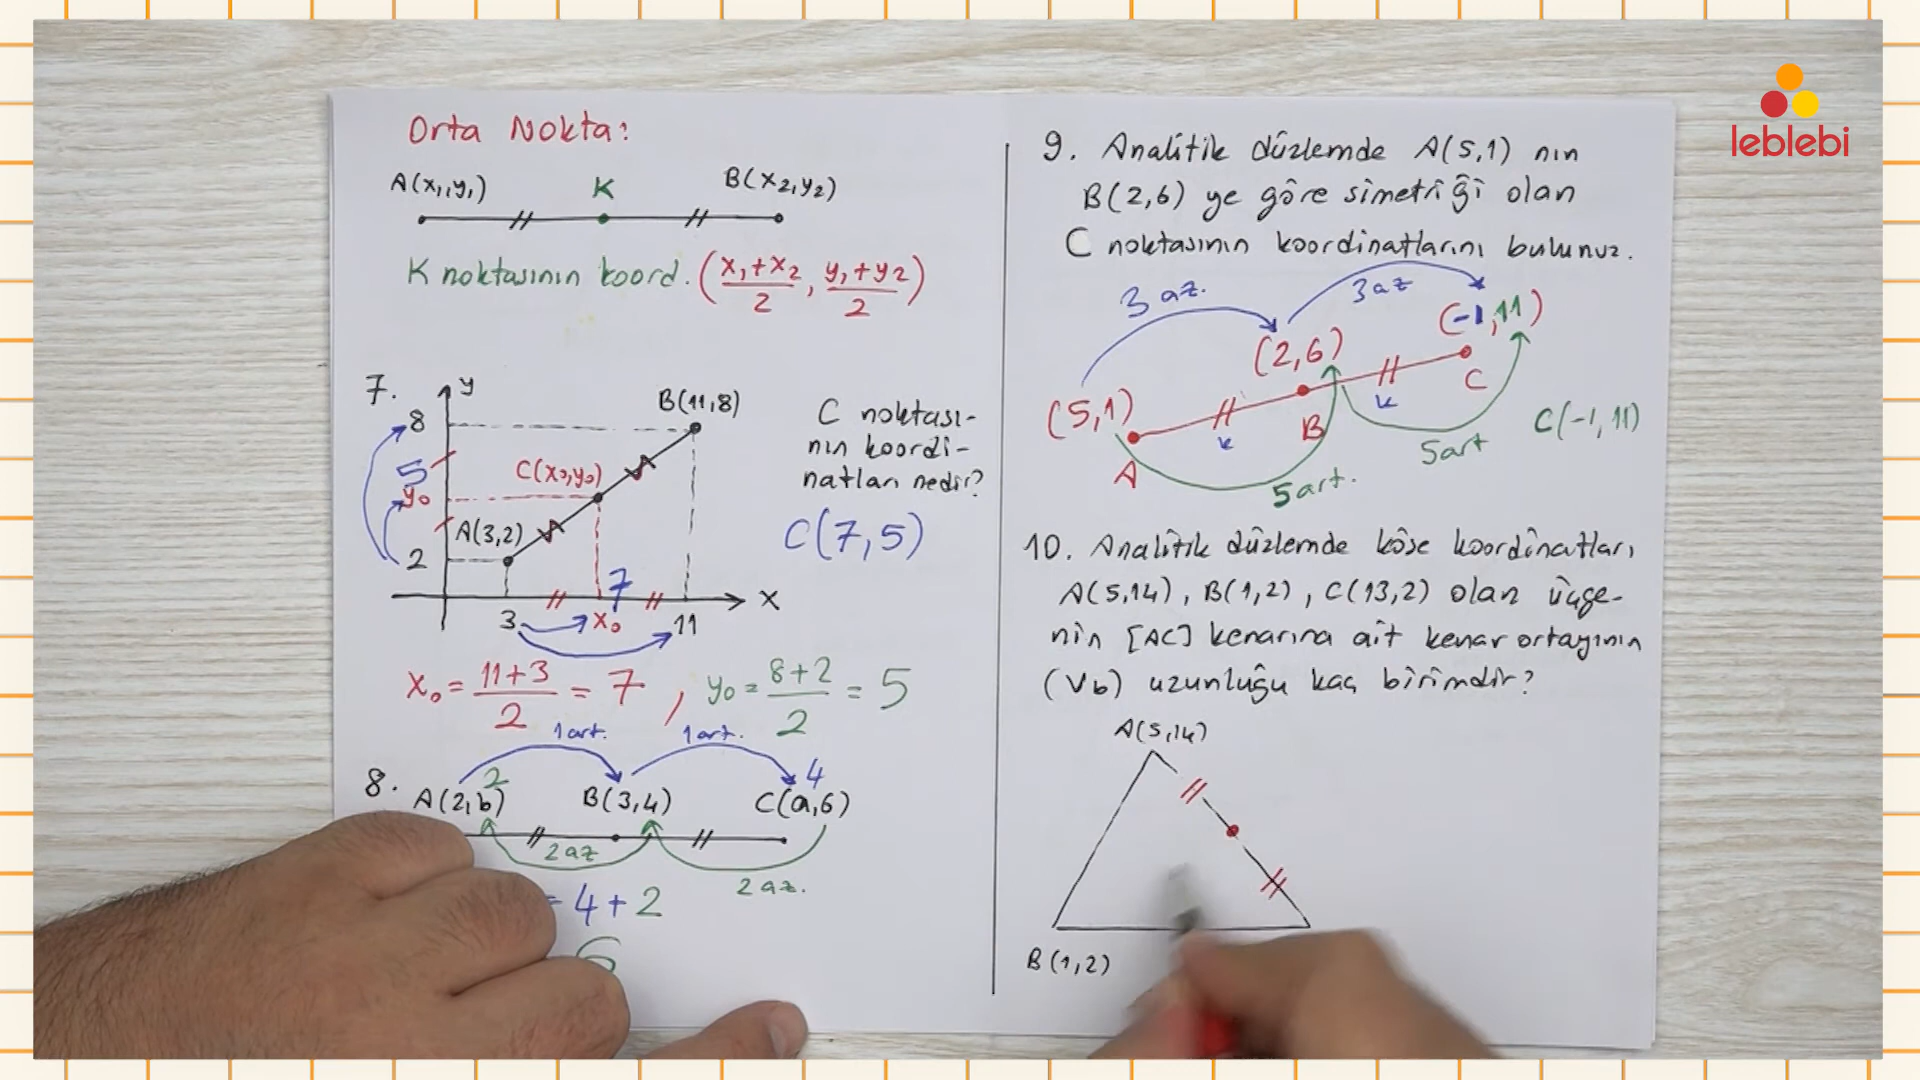 leblebi
Orta Nokta:
A(x₁,y₁) K B(x₂,y₂)
K noktasının koord. (x₁+x₂/2, y₁+y₂/2)
7.
y
8
5
y₀
2
B(11,8)
C(x₀,y₀)
A(3,2)
7
3 x₀ 11
x
C noktası-
nın koordi-
natları nedir?
C(7,5)
x₀ = 11+3/2 = 7 , y₀ = 8+2/2 = 5
1art. 1art.
8. 2 4
A(2,b) B(3,4) C(a,6)
2 az 2 az.
= 4+2
6
9. Analitik düzlemde A(5,1) nın
B(2,6) ye göre simetriği olan
C noktasının koordinatlarını bulunuz.
3 az. 3 az
(5,1) (2,6) (-1,11)
A B C
k k
5 art. 5 art
C(-1,11)
10. Analitik düzlemde köşe koordinatları
A(5,14), B(1,2), C(13,2) olan üçge-
nin [AC] kenarına ait kenarortayının
(Vb) uzunluğu kaç birimdir?
A(5,14)
B(1,2)